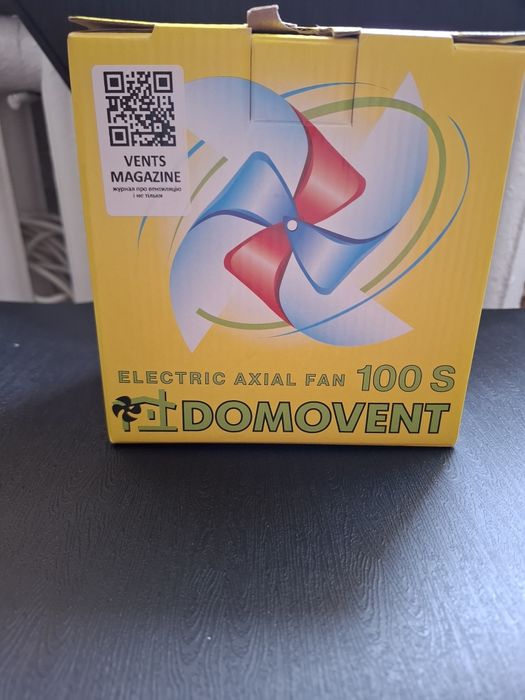 VENTS
MAGAZINE
журнал про вентиляцію
і не тільки
ELECTRIC AXIAL FAN 100 S
DOMOVENT